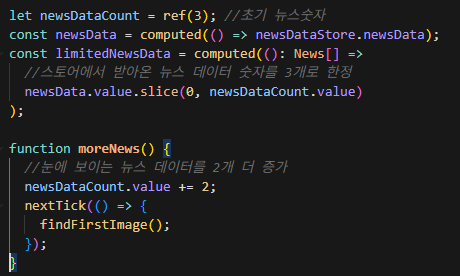 let newsDataCount = ref(3); //초기 뉴스숫자
const newsData = computed(() => newsDataStore.newsData);
const limitedNewsData = computed((): News[] =>
//스토어에서 받아온 뉴스 데이터 숫자를 3개로 한정
newsData.value.slice(0, newsDataCount.value)
);
function moreNews() {
//눈에 보이는 뉴스 데이터를 2개 더 증가
newsDataCount.value += 2;
nextTick(() => {
findFirstImage();
});
}